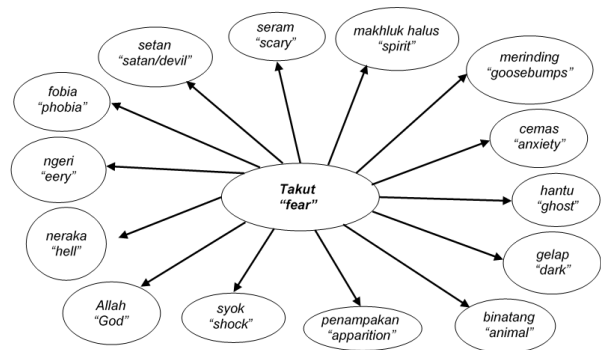 seram
"scary"
makhluk halus
"spirit"
setan
"satan/devil"
merinding
"goosebumps"
fobia
"phobia"
cemas
"anxiety"
ngeri
"eery"
Takut
"fear"
hantu
"ghost"
neraka
"hell"
gelap
"dark"
Allah
"God"
syok
"shock"
penampakan
"apparition"
binatang
"animal"